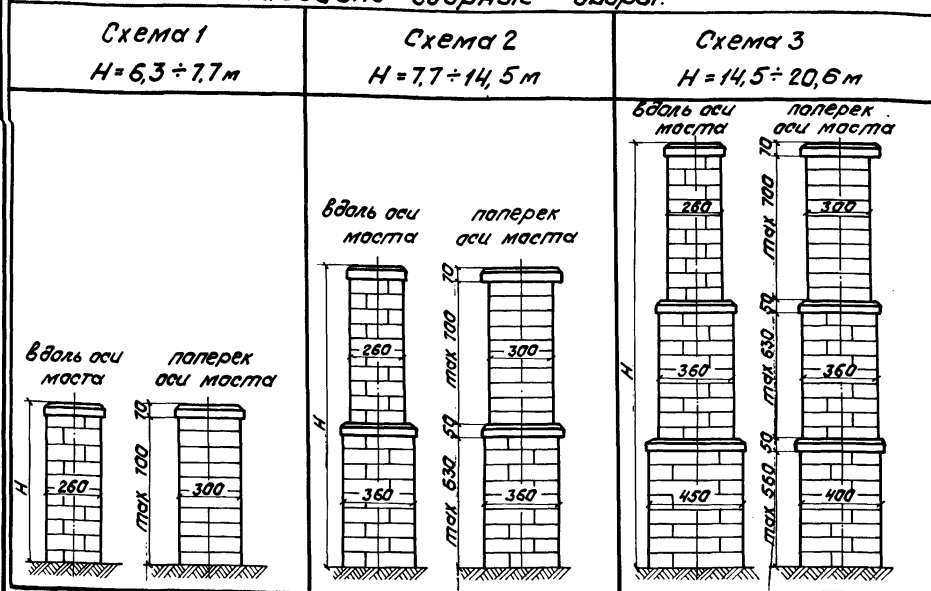 сборные опоры.
Схема 1
H = 6,3 ÷ 7,7 м
вдоль оси
моста
поперек
оси моста
H
260
70
max 700
300
Схема 2
H = 7,7 ÷ 14,5 м
вдоль оси
моста
поперек
оси моста
H
260
360
70
max 700
50
max 630
300
360
Схема 3
H = 14,5 ÷ 20,6 м
вдоль оси
моста
поперек
оси моста
H
260
360
450
70
max 700
50
max 630
50
max 560
300
360
400